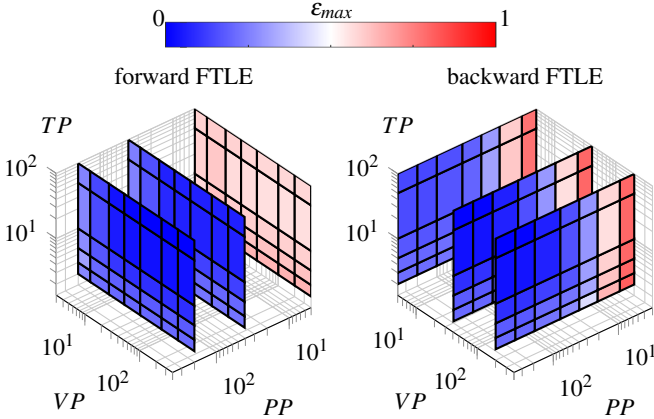 0 ε_max 1
forward FTLE backward FTLE
TP TP
10² 10²
10¹ 10¹
10¹ 10¹ 10¹ 10¹
10² 10² 10² 10²
VP PP VP PP